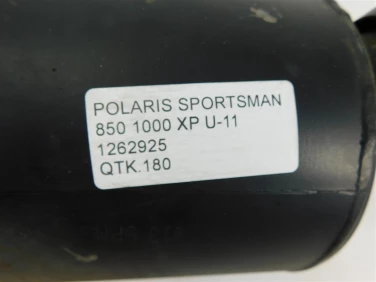 POLARIS SPORTSMAN
850 1000 XP U-11
1262925
QTK.180